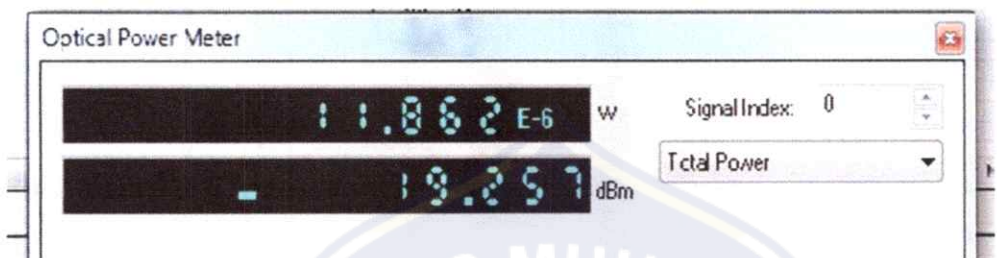 Optical Power Meter
11.862 E-6 W
Signal Index: 0
- 19.257 dBm
Total Power